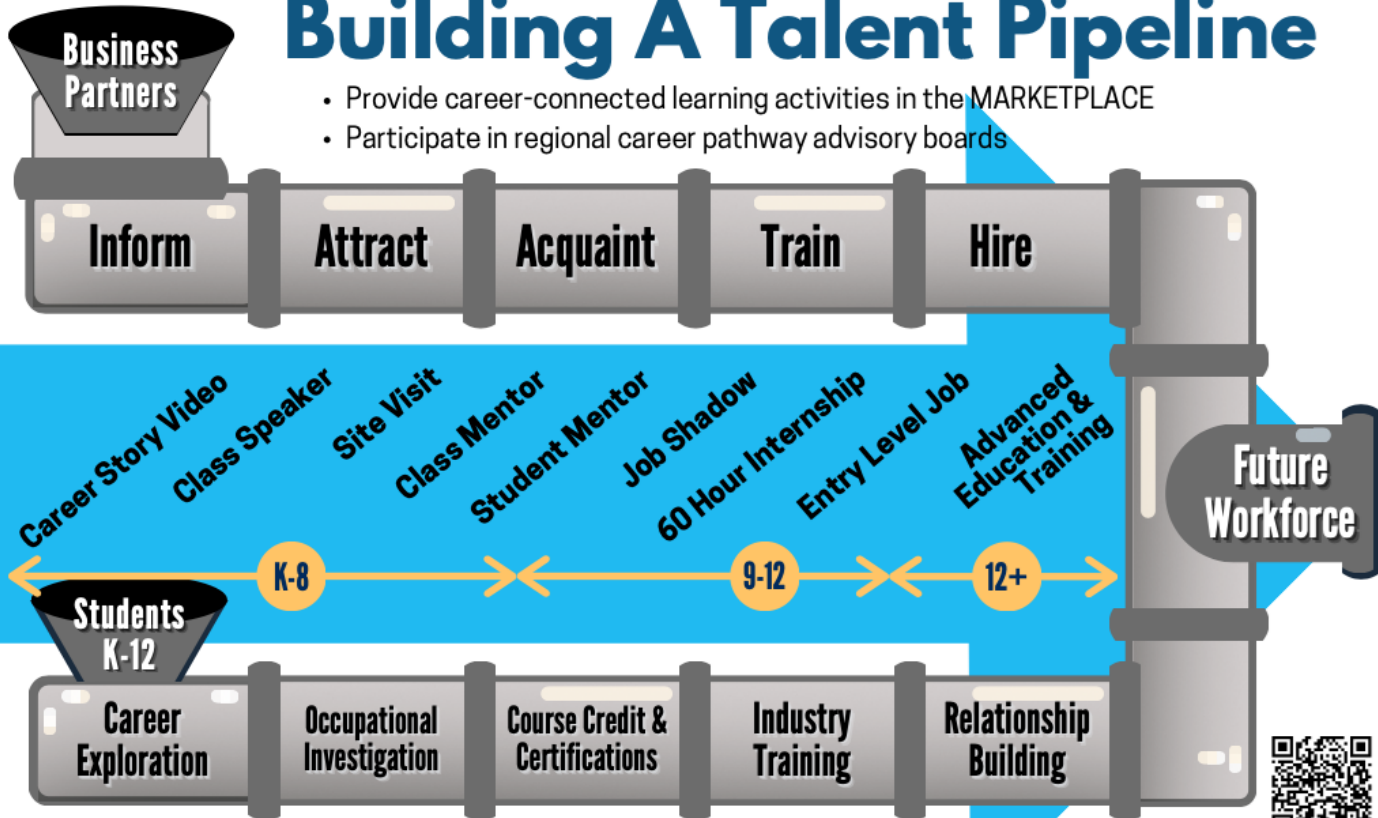 Building A Talent Pipeline
Business
Partners
• Provide career-connected learning activities in the MARKETPLACE
• Participate in regional career pathway advisory boards
Inform
Attract
Acquaint
Train
Hire
Career Story Video
Class Speaker
Site Visit
Class Mentor
Student Mentor
Job Shadow
60 Hour Internship
Entry Level Job
Advanced
Education &
Training
Future
Workforce
K-8
9-12
12+
Students
K-12
Career
Exploration
Occupational
Investigation
Course Credit &
Certifications
Industry
Training
Relationship
Building